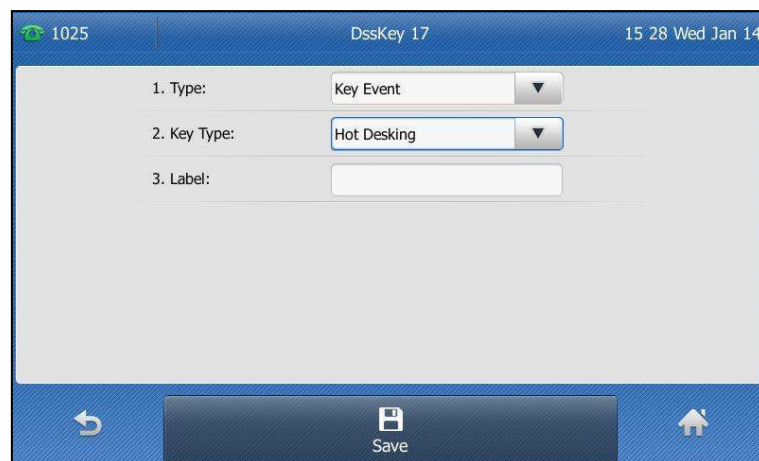 1025 DssKey 17 15 28 Wed Jan 14
1. Type: Key Event
2. Key Type: Hot Desking
3. Label:
Save